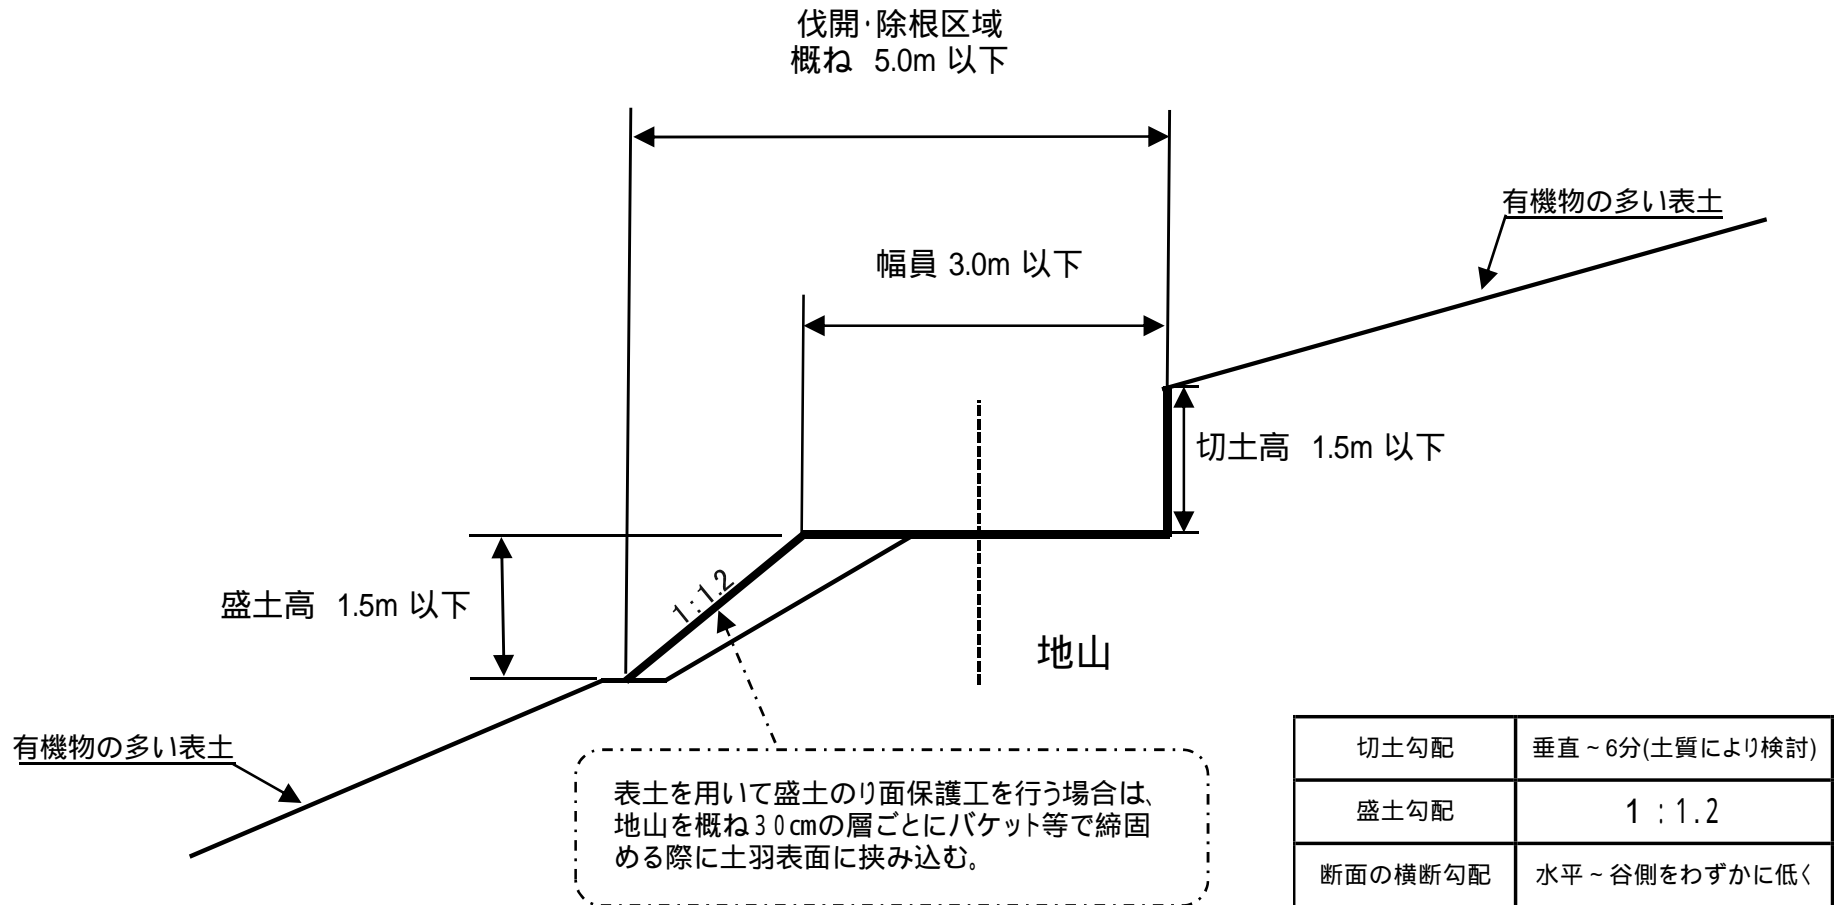 伐開・除根区域
概ね 5.0m 以下
有機物の多い表土
幅員 3.0m 以下
切土高 1.5m 以下
1:1.2
盛土高 1.5m 以下
地山
有機物の多い表土
表土を用いて盛土のり面保護工を行う場合は、
地山を概ね30cmの層ごとにバケット等で締固
める際に土羽表面に挟み込む。
切土勾配 垂直~6分(土質により検討)
盛土勾配 1:1.2
断面の横断勾配 水平~谷側をわずかに低く